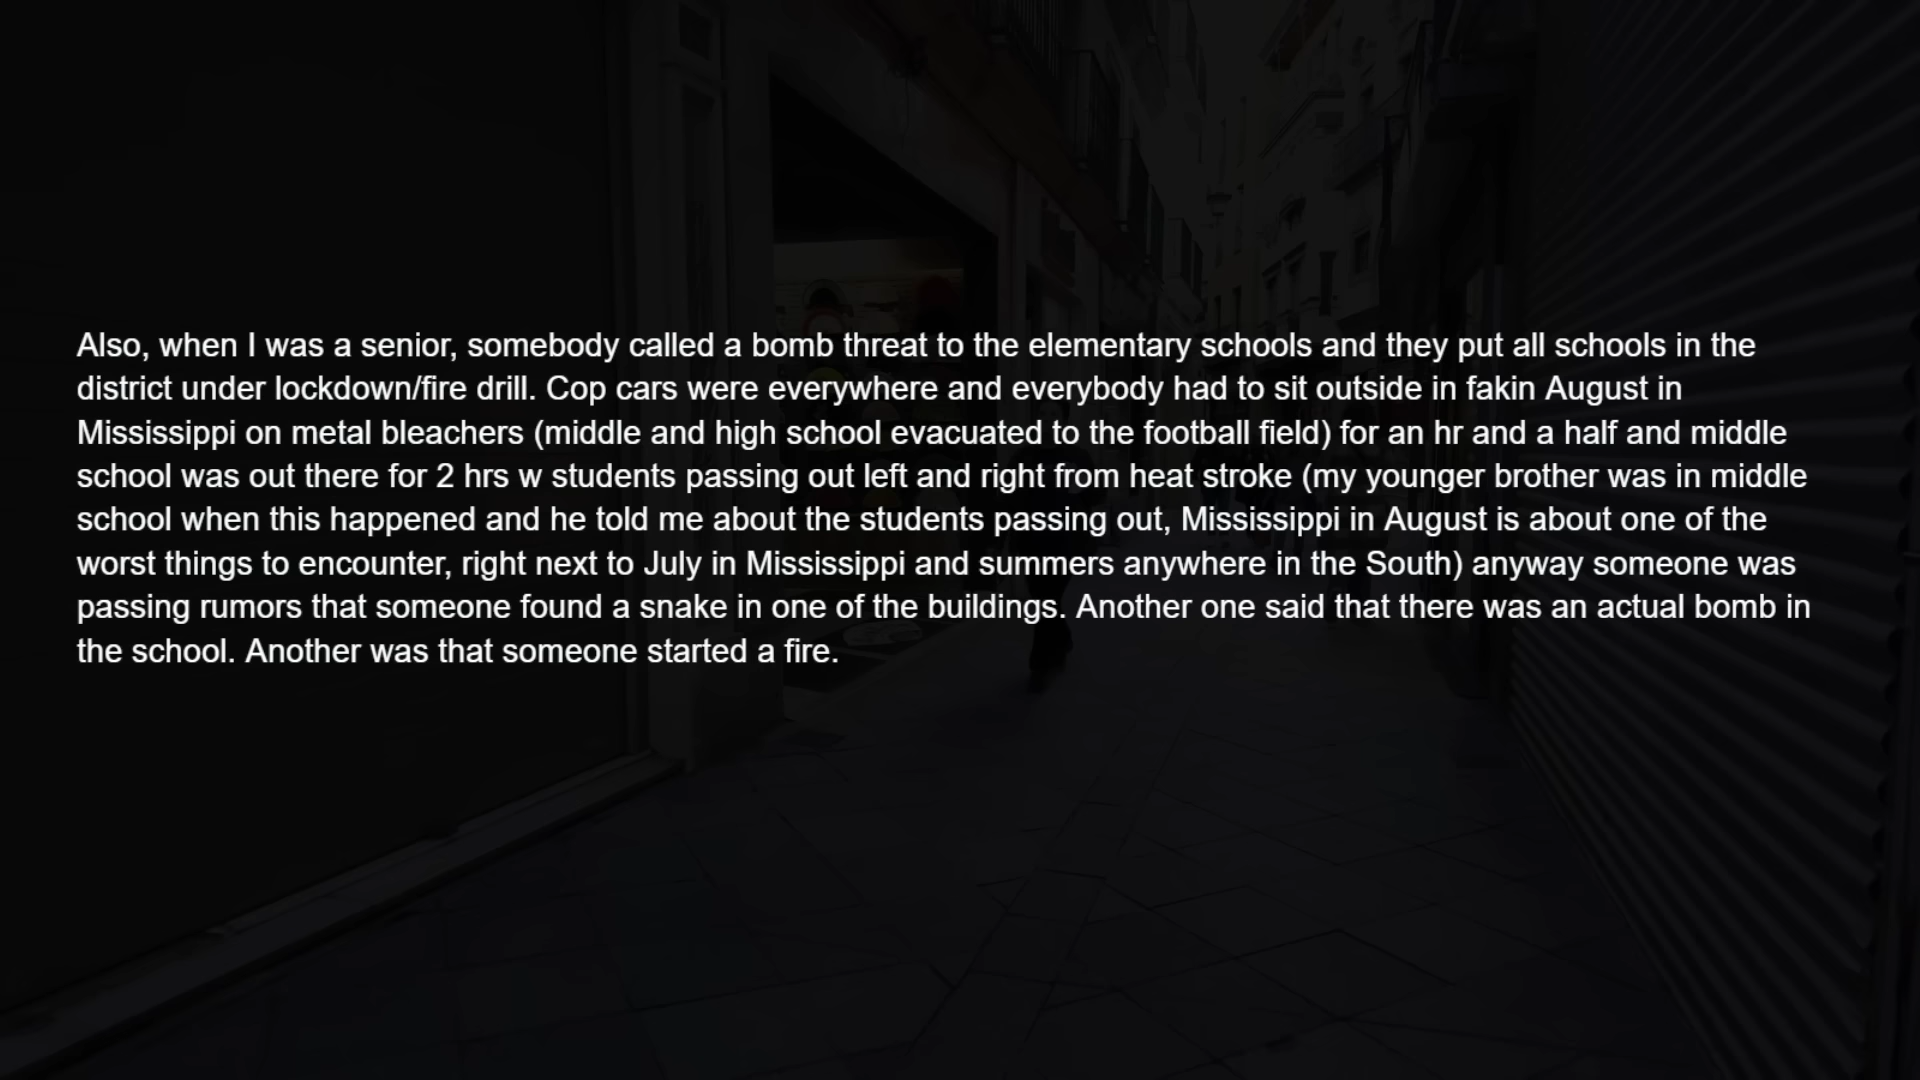 Also, when I was a senior, somebody called a bomb threat to the elementary schools and they put all schools in the
district under lockdown/fire drill. Cop cars were everywhere and everybody had to sit outside in fakin August in
Mississippi on metal bleachers (middle and high school evacuated to the football field) for an hr and a half and middle
school was out there for 2 hrs w students passing out left and right from heat stroke (my younger brother was in middle
school when this happened and he told me about the students passing out, Mississippi in August is about one of the
worst things to encounter, right next to July in Mississippi and summers anywhere in the South) anyway someone was
passing rumors that someone found a snake in one of the buildings. Another one said that there was an actual bomb in
the school. Another was that someone started a fire.